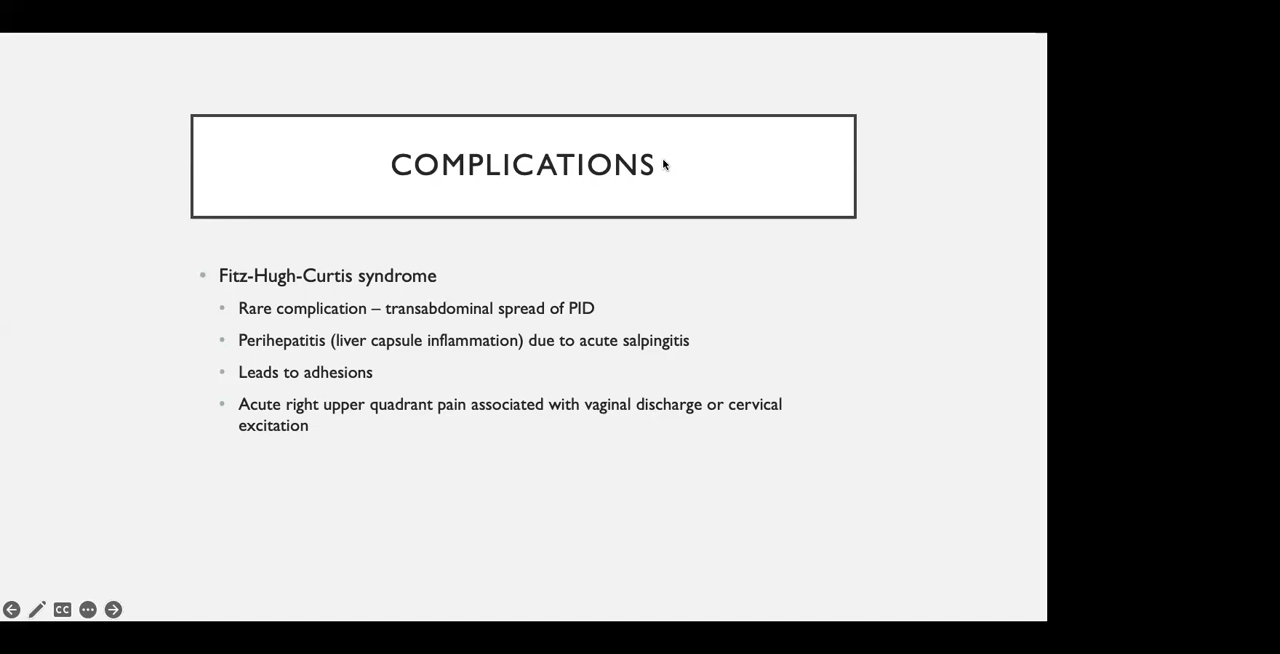 COMPLICATIONS
• Fitz-Hugh-Curtis syndrome
• Rare complication – transabdominal spread of PID
• Perihepatitis (liver capsule inflammation) due to acute salpingitis
• Leads to adhesions
• Acute right upper quadrant pain associated with vaginal discharge or cervical
excitation
CC